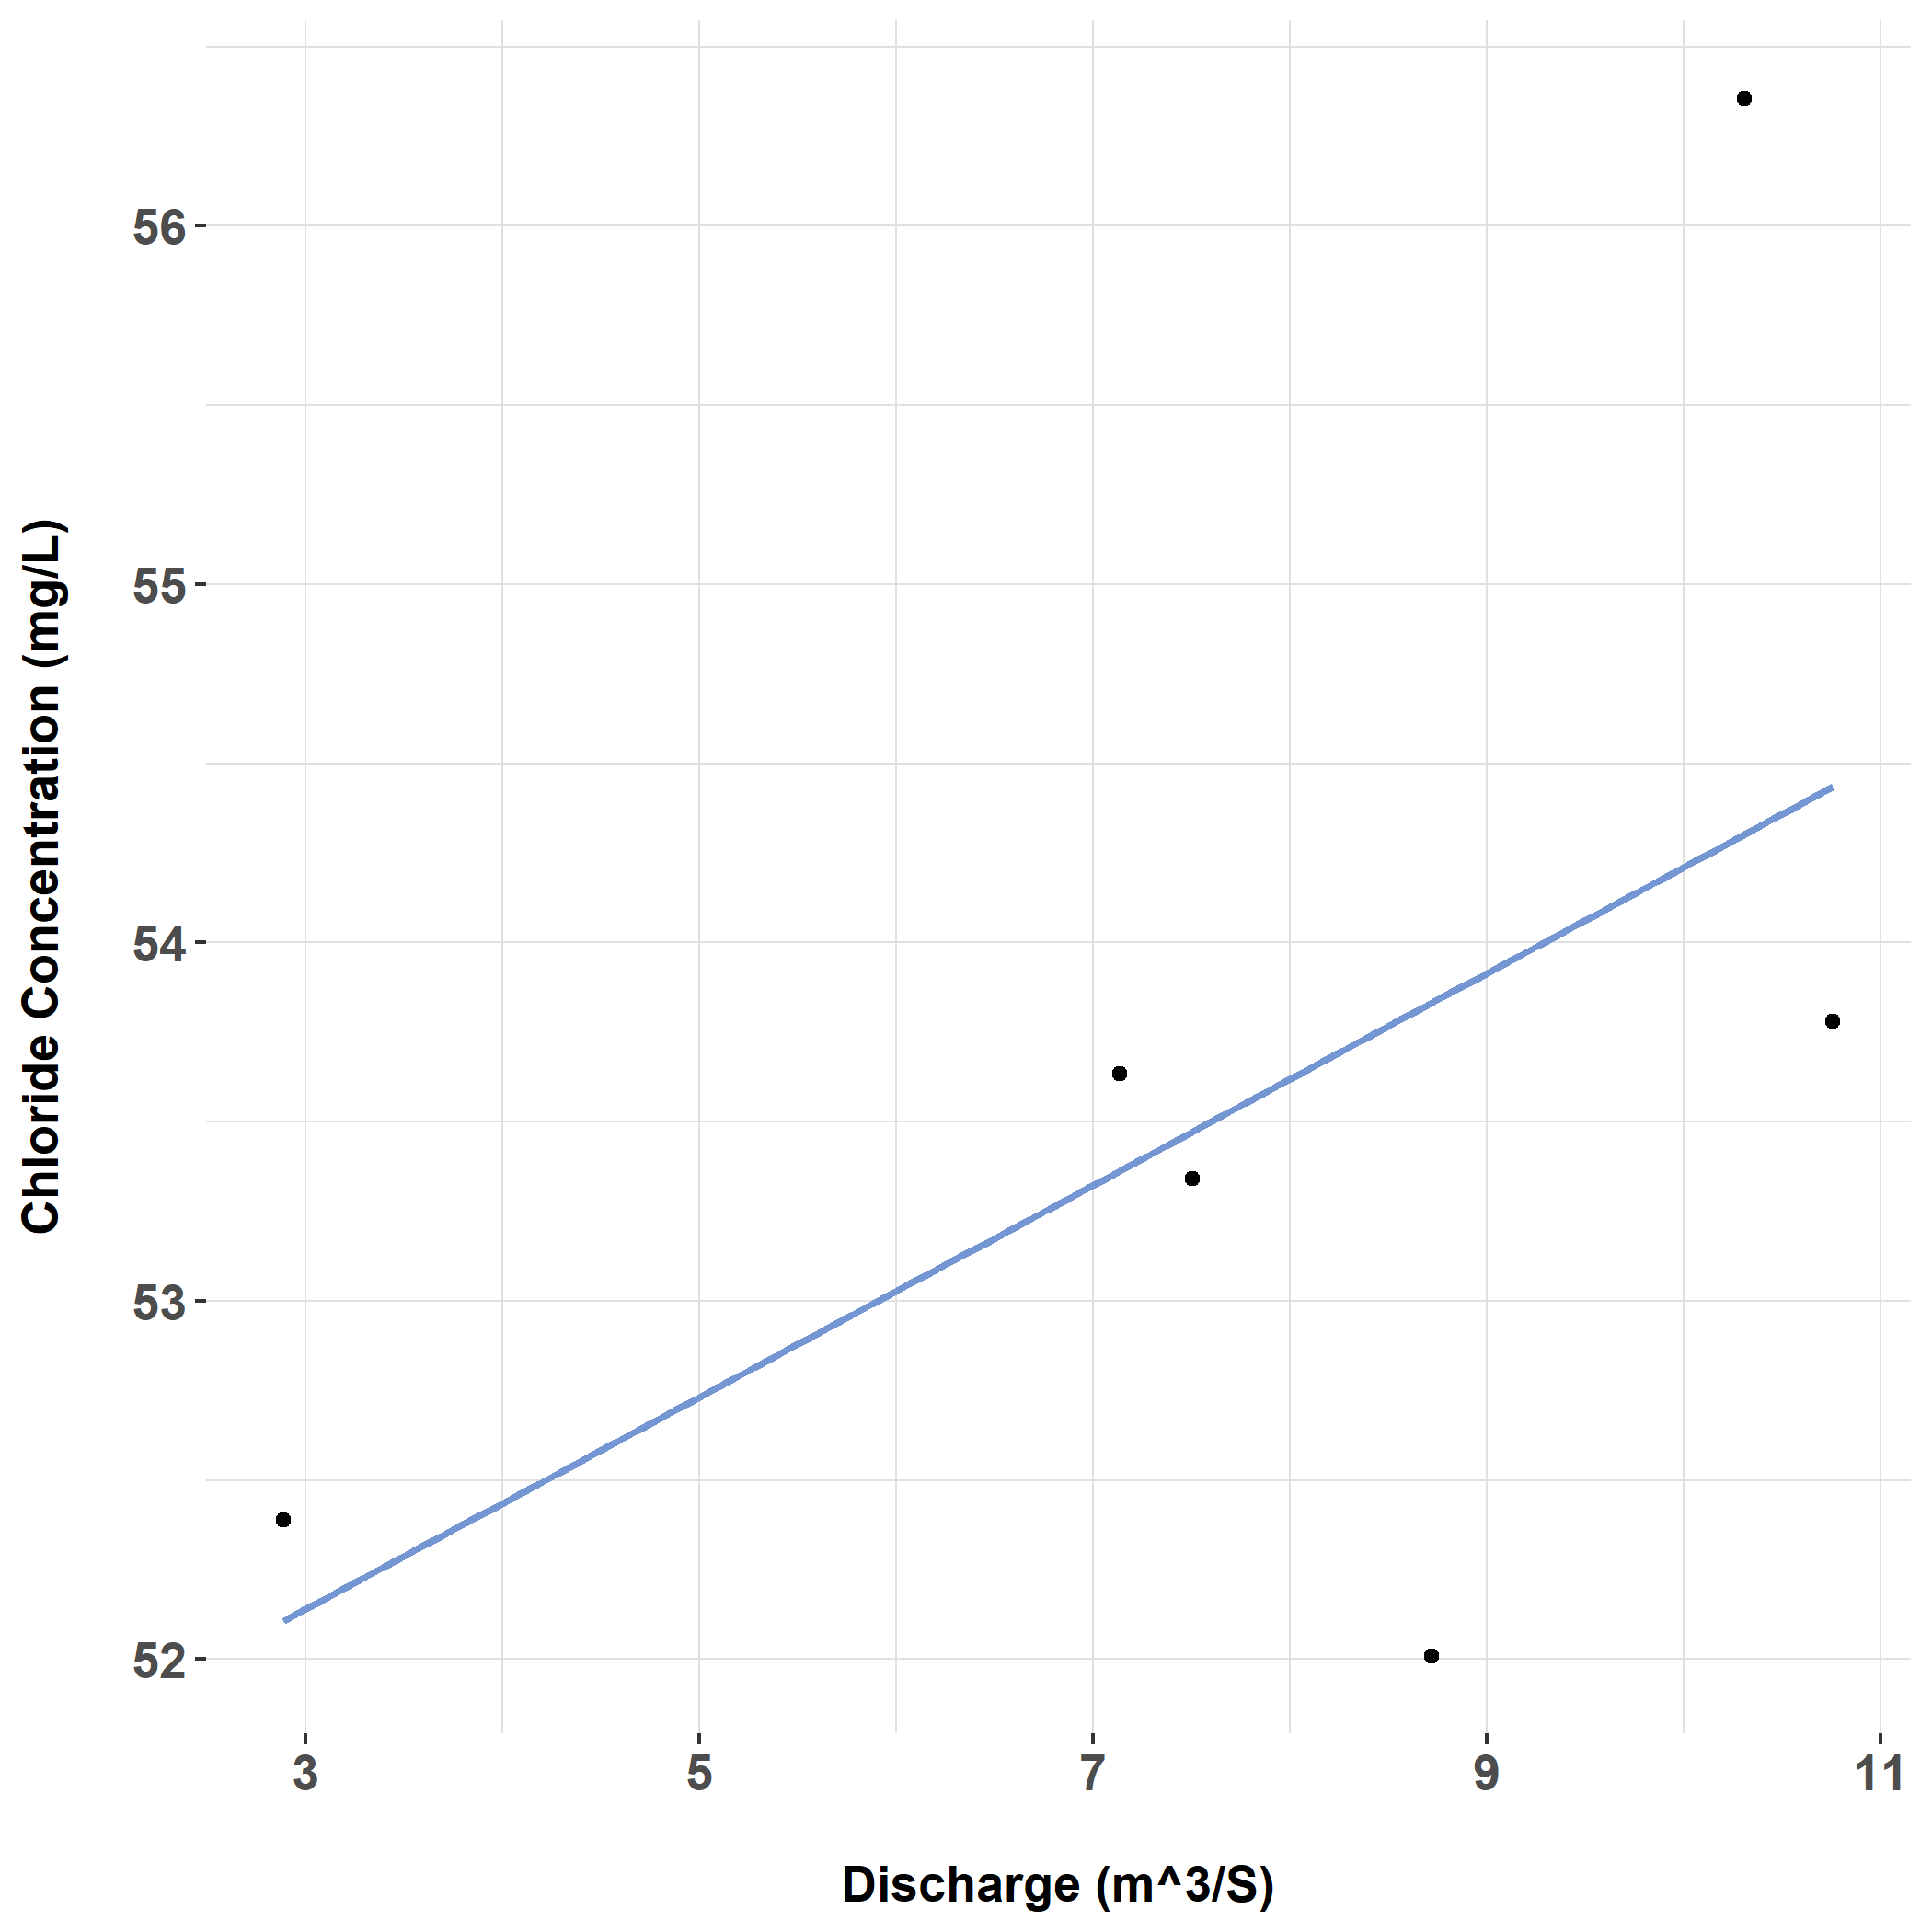 Chloride Concentration (mg/L)
56
55
54
53
52
3 5 7 9 11
Discharge (m^3/S)